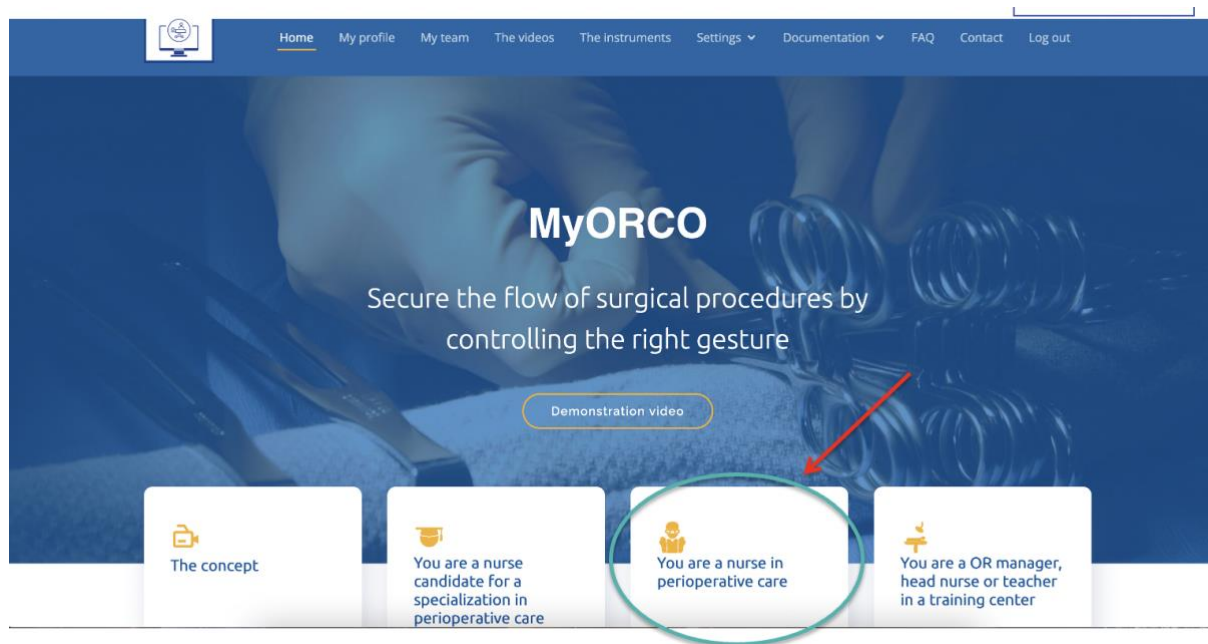 Home My profile My team The videos The instruments Settings Documentation FAQ Contact Log out
MyORCO
Secure the flow of surgical procedures by
controlling the right gesture
Demonstration video
The concept
You are a nurse
candidate for a
specialization in
perioperative care
You are a nurse in
perioperative care
You are a OR manager,
head nurse or teacher
in a training center